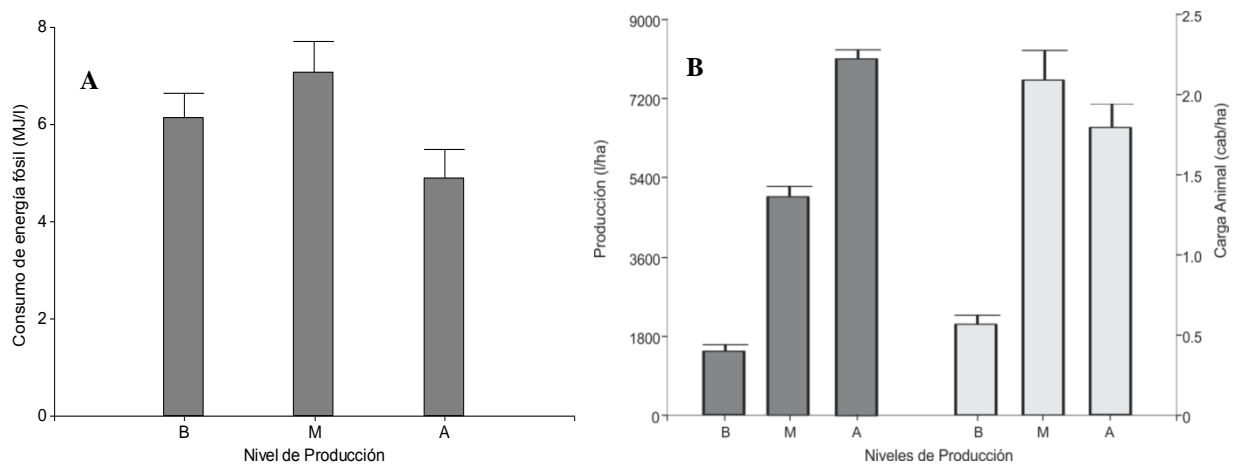 A
Consumo de energía fósil (MJ/l)
8
6
4
2
0
B M A
Nivel de Producción
B
Producción (l/ha)
9000
7200
5400
3600
1800
0
B M A B M A
Niveles de Producción
2.5
2.0
1.5
1.0
0.5
0
Carga Animal (cab/ha)